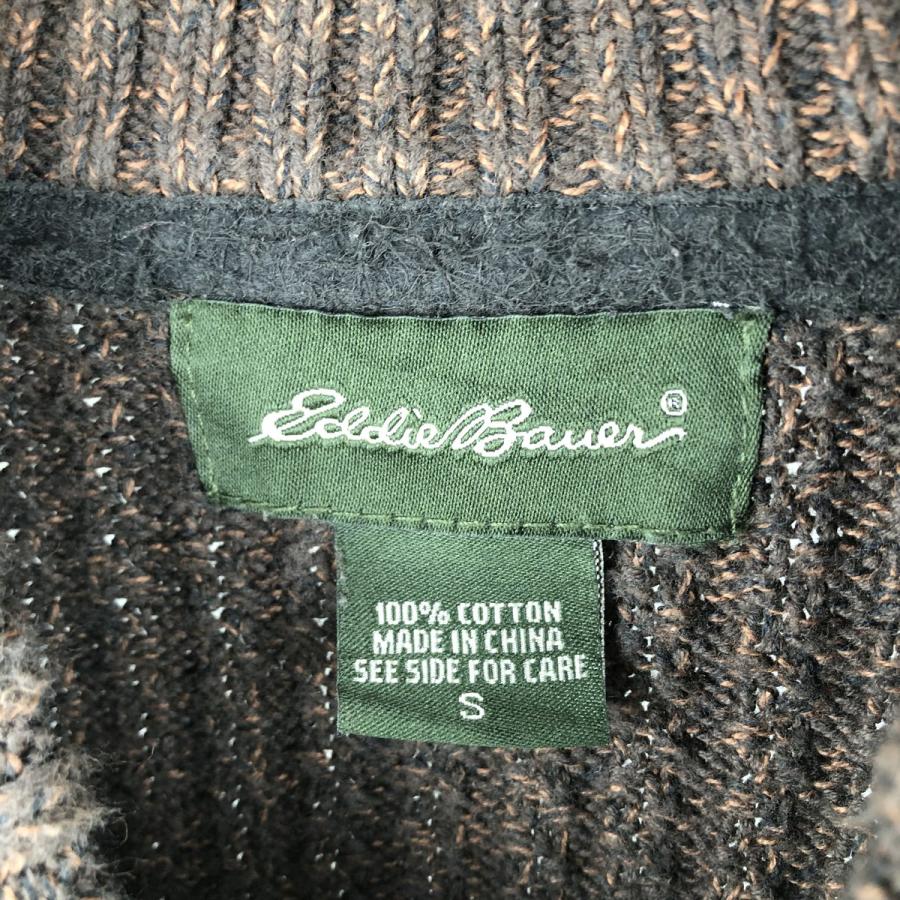 Eddie Bauer®
100% COTTON
MADE IN CHINA
SEE SIDE FOR CARE
S